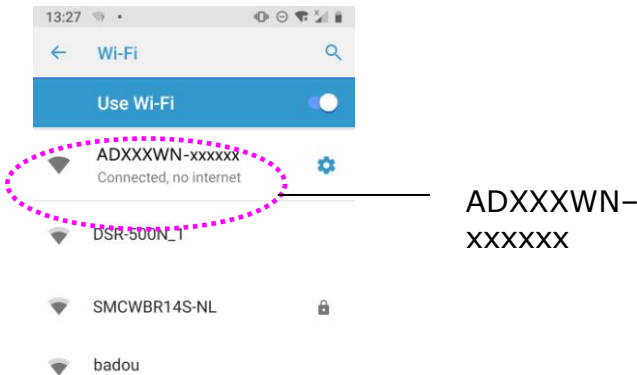 13:27
Wi-Fi
Use Wi-Fi
ADXXXWN-xxxxxx
Connected, no internet
ADXXXWN–
xxxxxx
DSR-500N_1
SMCWBR14S-NL
badou